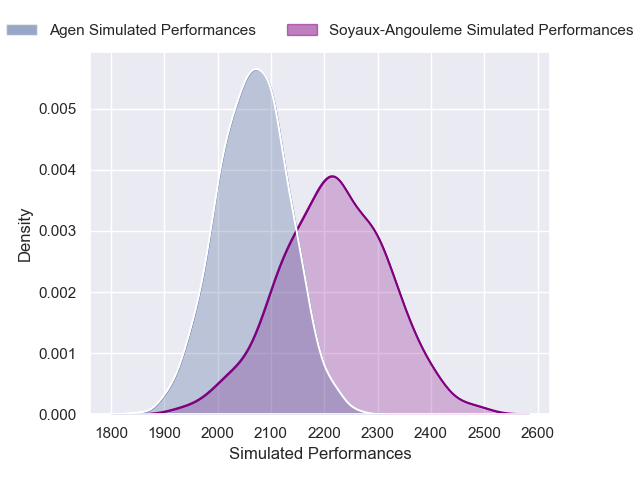 Agen Simulated Performances Soyaux-Angouleme Simulated Performances
0.005
0.004
0.003
0.002
0.001
0.000
Density
1800 1900 2000 2100 2200 2300 2400 2500 2600
Simulated Performances